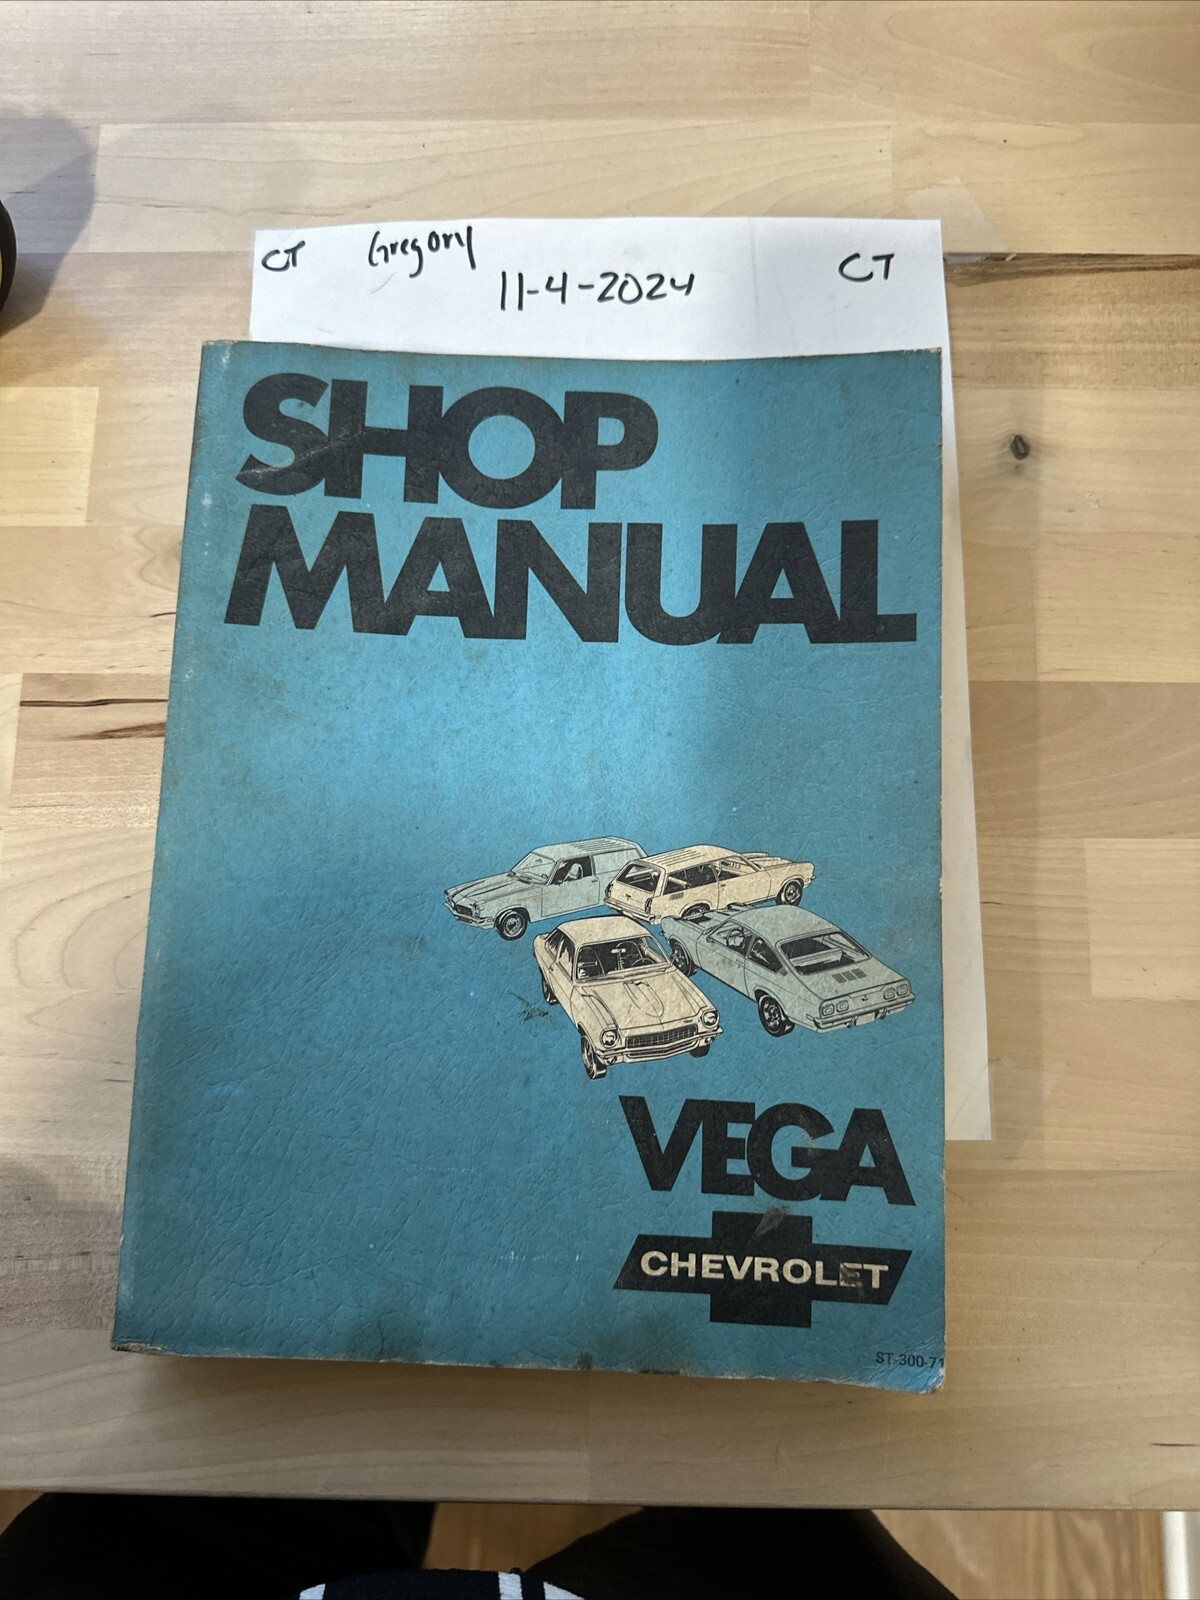 CT Gregory CT
11-4-2024
SHOP
MANUAL
VEGA
CHEVROLET
ST-300-71